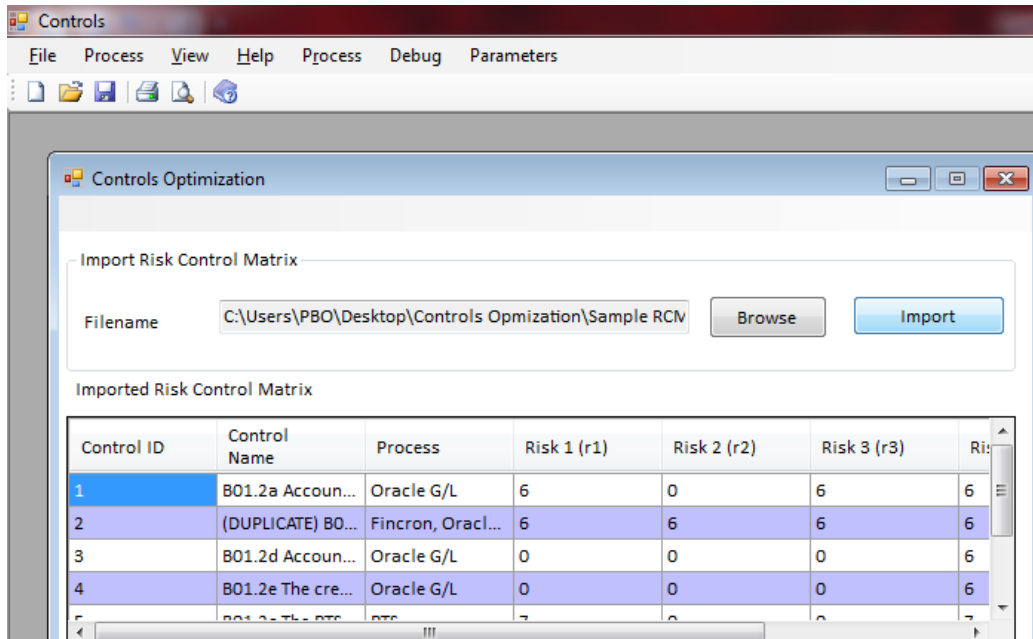 Controls
File Process View Help Process Debug Parameters
Controls Optimization
Import Risk Control Matrix
Filename C:\Users\PBO\Desktop\Controls Opmization\Sample RCM Browse Import
Imported Risk Control Matrix
Control ID Control Name Process Risk 1 (r1) Risk 2 (r2) Risk 3 (r3)
1 B01.2a Accoun... Oracle G/L 6 0 6 6
2 (DUPLICATE) B0... Fincron, Oracl... 6 6 6 6
3 B01.2d Accoun... Oracle G/L 0 0 0 6
4 B01.2e The cre... Oracle G/L 0 0 0 6